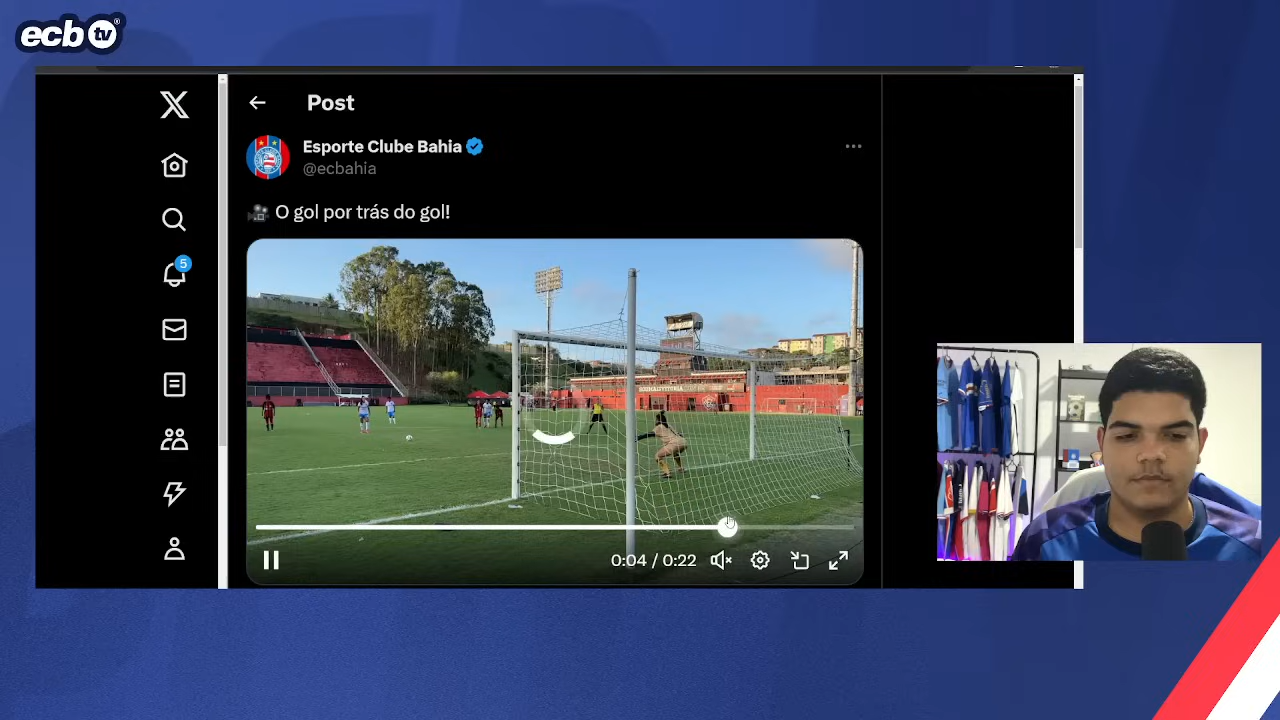 ecb tv
Post
Esporte Clube Bahia
@ecbahia
O gol por trás do gol!
5
0:04 / 0:22